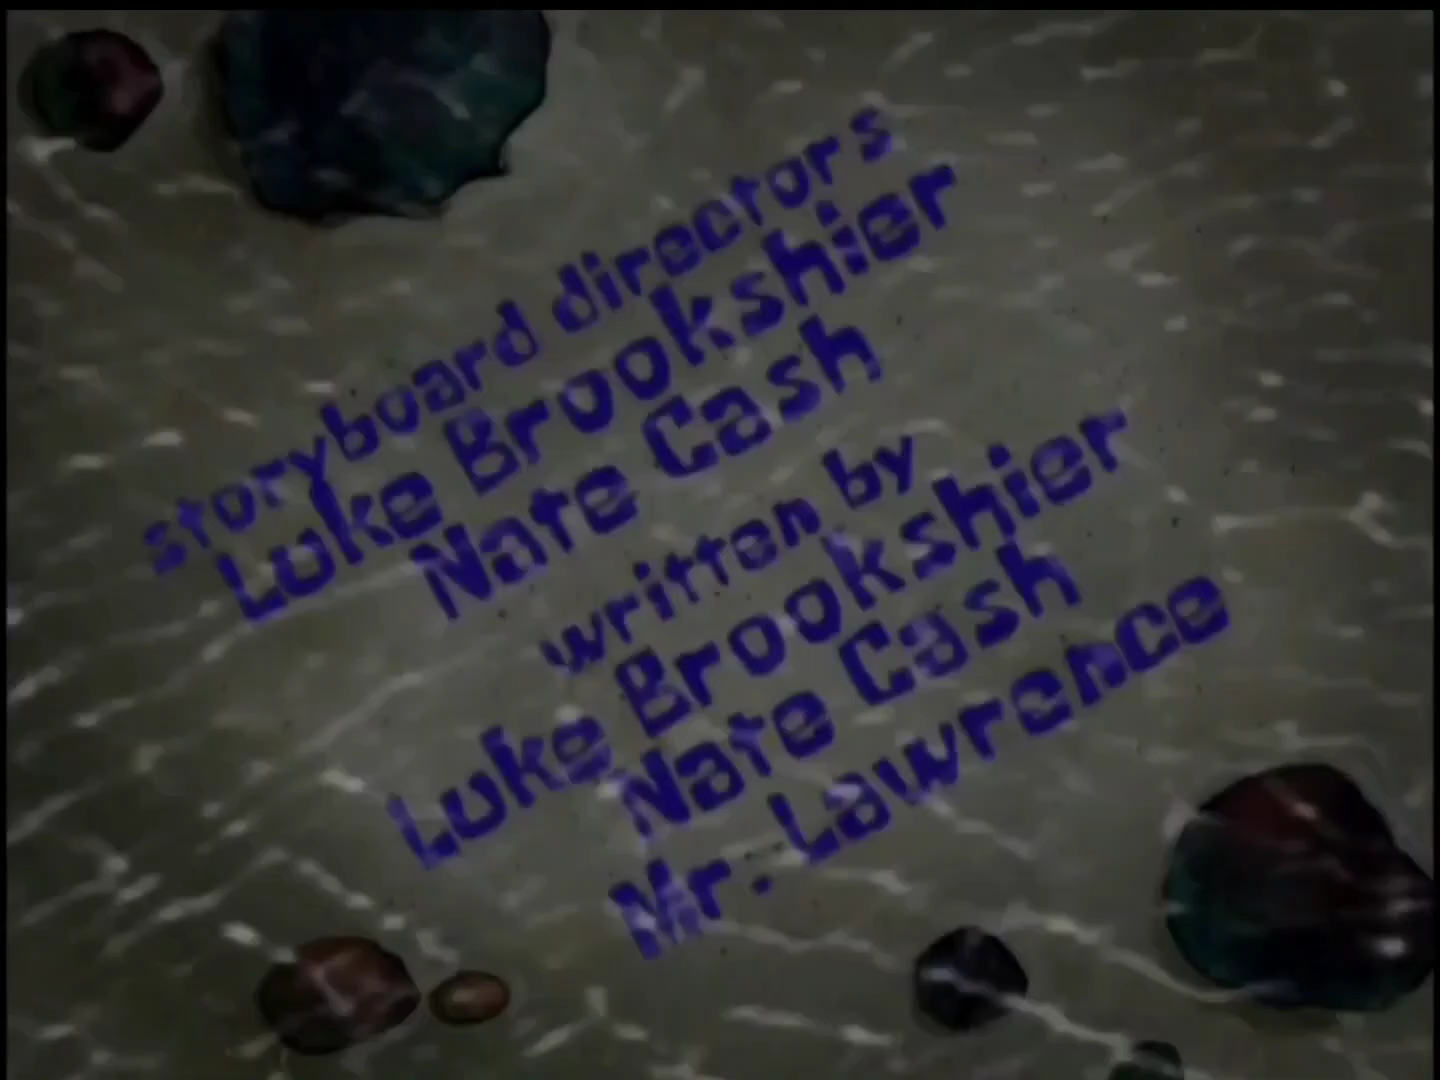 storyboard directors
Luke Brookshier
Nate Cash
written by
Luke Brookshier
Nate Cash
Mr. Lawrence